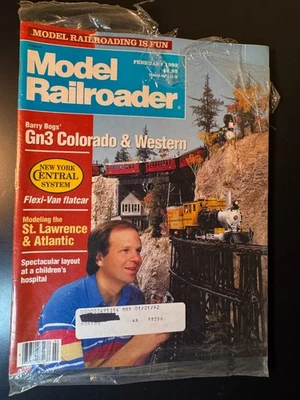 MODEL RAILROADING IS FUN
Model
Railroader
FEBRUARY 1992
Barry Bogs'
Gn3 Colorado & Western
NEW YORK
CENTRAL
SYSTEM
Flexi-Van flatcar
Modeling the
St. Lawrence
& Atlantic
Spectacular
layout
at a children's
hospital